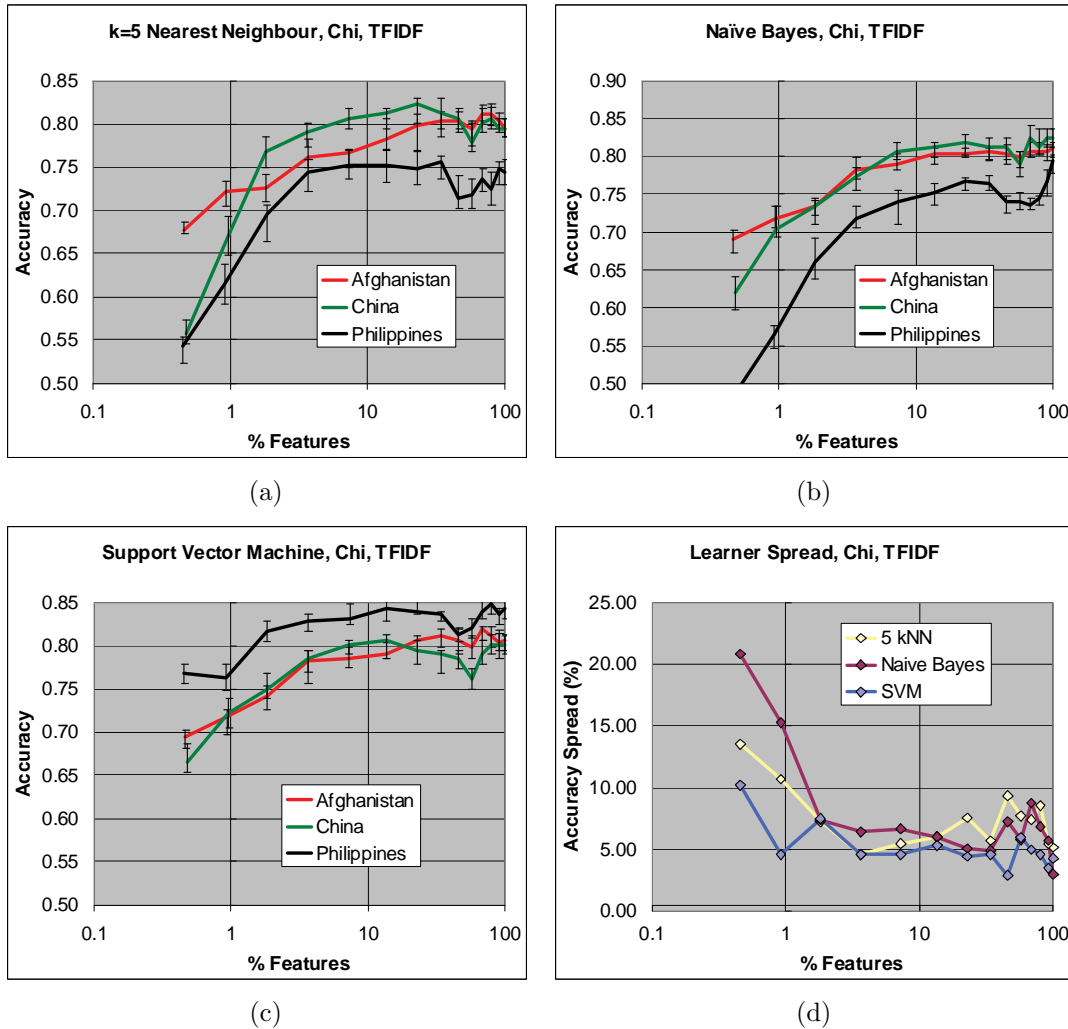 k=5 Nearest Neighbour, Chi, TFIDF
0.85
0.80
0.75
0.70
0.65
0.60
0.55
0.50
Accuracy
Afghanistan
China
Philippines
0.1 1 10 100
% Features
(a)
Naïve Bayes, Chi, TFIDF
0.90
0.85
0.80
0.75
0.70
0.65
0.60
0.55
0.50
Accuracy
Afghanistan
China
Philippines
0.1 1 10 100
% Features
(b)
Support Vector Machine, Chi, TFIDF
0.85
0.80
0.75
0.70
0.65
0.60
0.55
0.50
Accuracy
Afghanistan
China
Philippines
0.1 1 10 100
% Features
(c)
Learner Spread, Chi, TFIDF
25.00
20.00
15.00
10.00
5.00
0.00
Accuracy Spread (%)
5 kNN
Naive Bayes
SVM
0.1 1 10 100
% Features
(d)